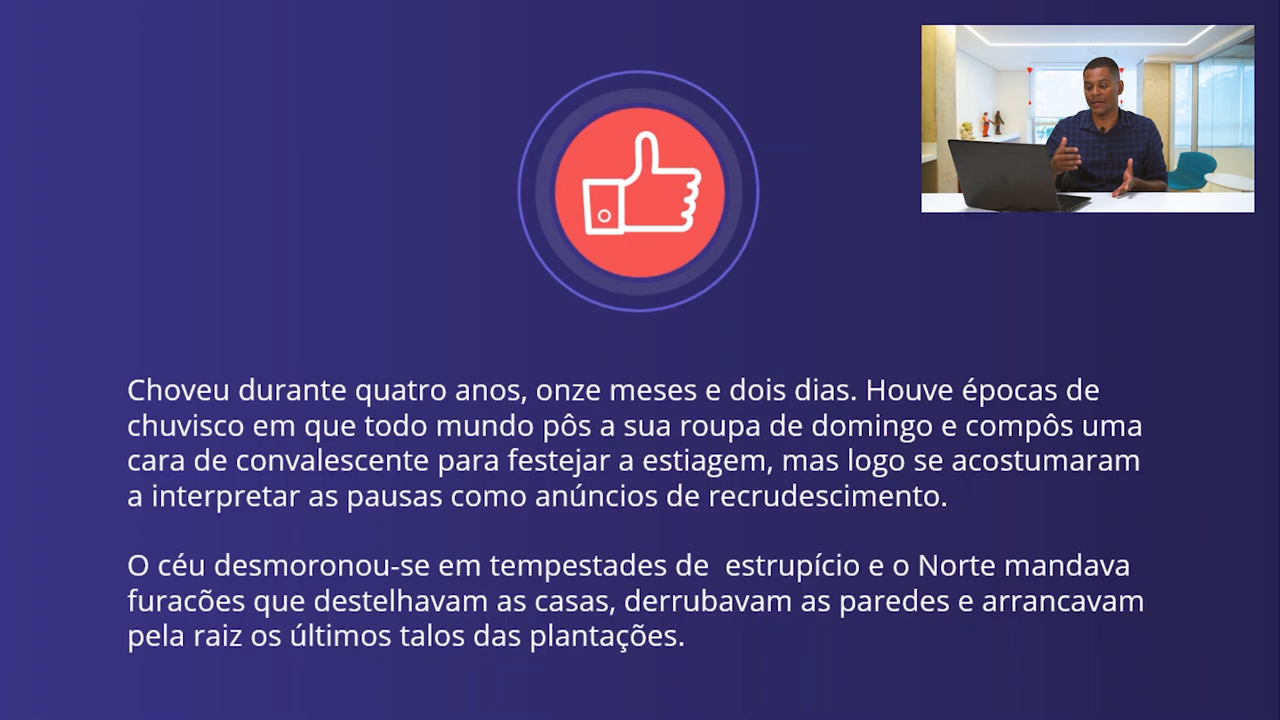 Choveu durante quatro anos, onze meses e dois dias. Houve épocas de
chuvisco em que todo mundo pôs a sua roupa de domingo e compôs uma
cara de convalescente para festejar a estiagem, mas logo se acostumaram
a interpretar as pausas como anúncios de recrudescimento.
O céu desmoronou-se em tempestades de  estrupício e o Norte mandava
furacões que destelhavam as casas, derrubavam as paredes e arrancavam
pela raiz os últimos talos das plantações.